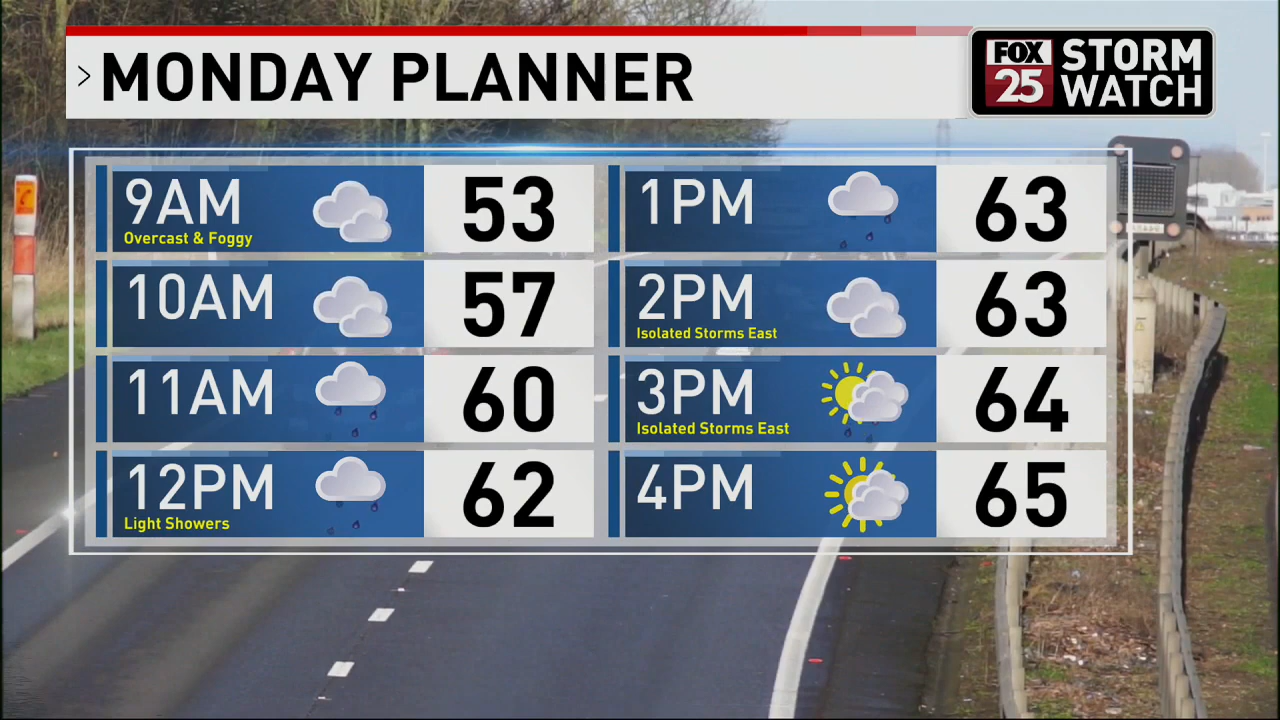 > MONDAY PLANNER
FOX 25 STORM WATCH
9AM 53
Overcast & Foggy
10AM 57
11AM 60
12PM 62
Light Showers
1PM 63
2PM 63
Isolated Storms East
3PM 64
Isolated Storms East
4PM 65